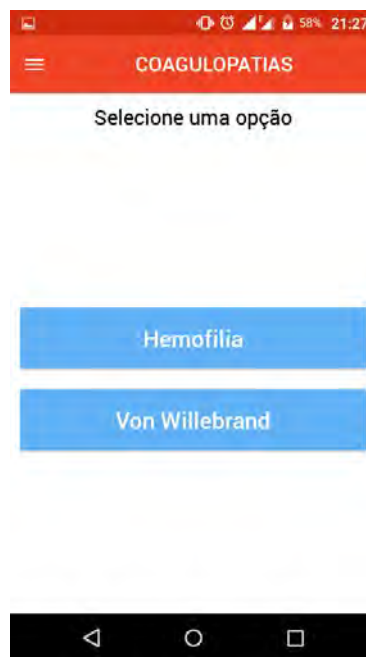 58% 21:27
COAGULOPATIAS
Selecione uma opção
Hemofilia
Von Willebrand